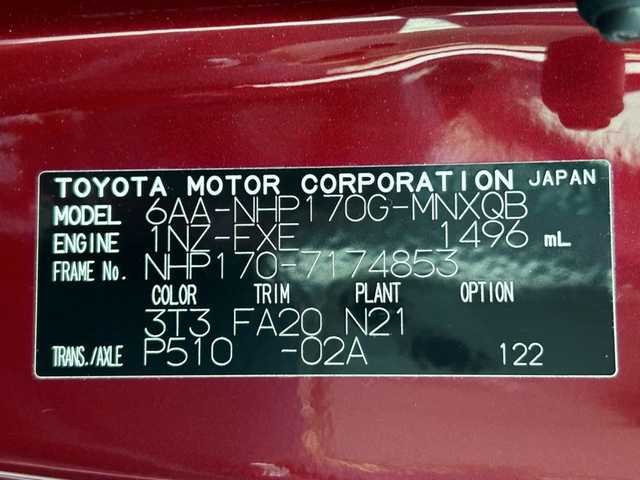 TOYOTA MOTOR CORPORATION JAPAN
MODEL 6AA-NHP170G-MNXQB
ENGINE 1NZ-FXE 1496 mL
FRAME No. NHP170-7174853
COLOR TRIM PLANT OPTION
3T3 FA20 N21
TRANS./AXLE P510 -02A 122